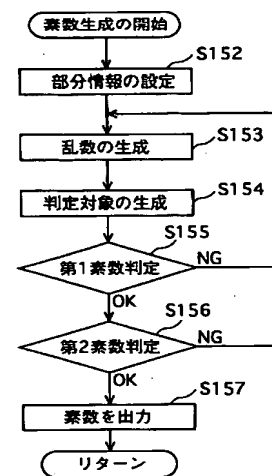 素数生成の開始
S152
部分情報の設定
S153
乱数の生成
S154
判定対象の生成
S155
第1素数判定
NG
OK
S156
第2素数判定
NG
OK
S157
素数を出力
リターン